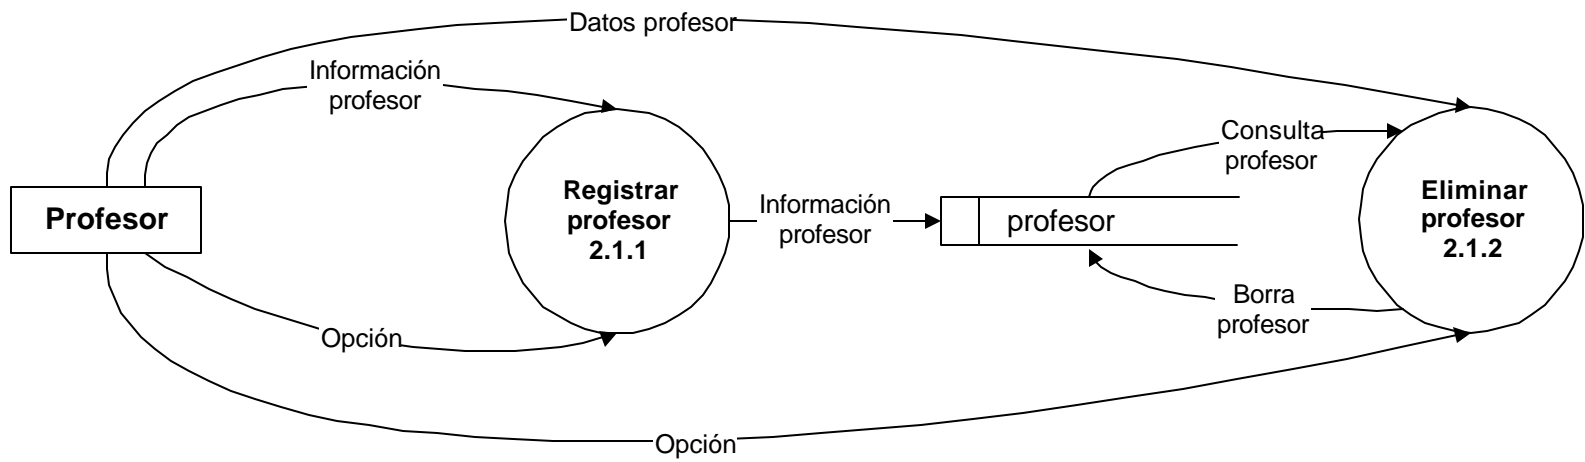 Datos profesor
Información
profesor
Consulta
profesor
Registrar
profesor
2.1.1
Eliminar
profesor
2.1.2
Profesor
Información
profesor
profesor
Borra
profesor
Opción
Opción